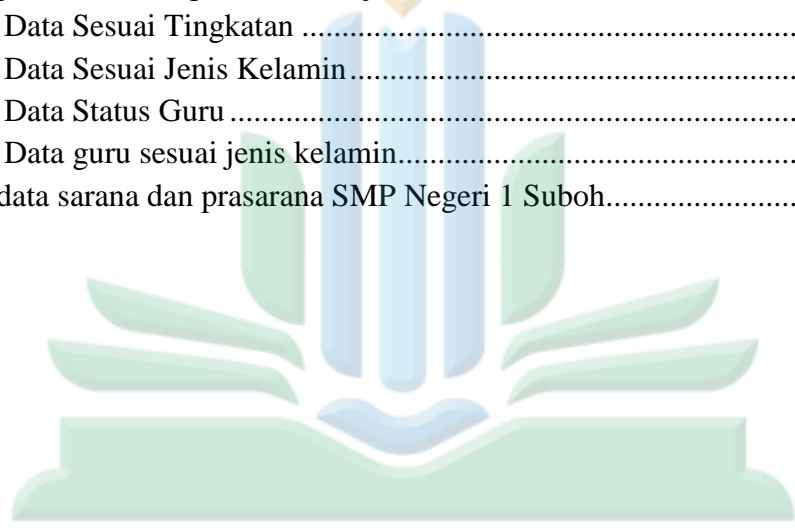 Data Sesuai Tingkatan ................................................................
Data Sesuai Jenis Kelamin..........................................................
Data Status Guru ..........................................................................
Data guru sesuai jenis kelamin....................................................
data sarana dan prasarana SMP Negeri 1 Suboh........................